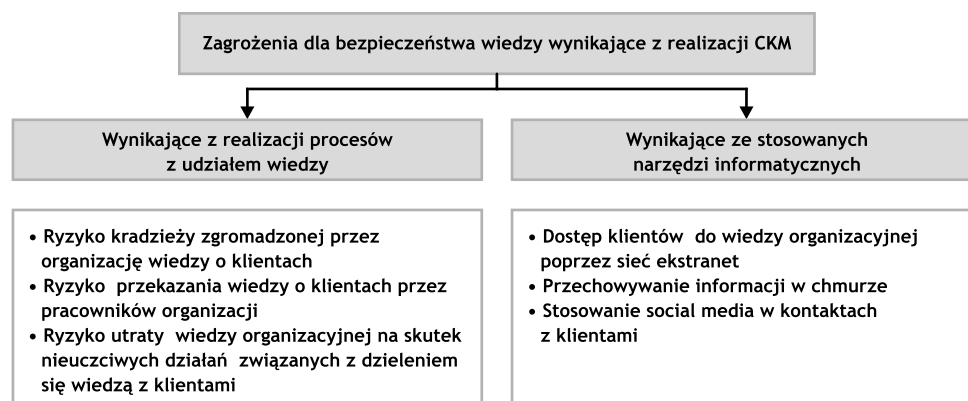 Zagrożenia dla bezpieczeństwa wiedzy wynikające z realizacji CKM
Wynikające z realizacji procesów
z udziałem wiedzy
Wynikające ze stosowanych
narzędzi informatycznych
• Ryzyko kradzieży zgromadzonej przez
organizację wiedzy o klientach
• Ryzyko przekazania wiedzy o klientach przez
pracowników organizacji
• Ryzyko utraty wiedzy organizacyjnej na skutek
nieuczciwych działań związanych z dzieleniem
się wiedzą z klientami
• Dostęp klientów do wiedzy organizacyjnej
poprzez sieć ekstranet
• Przechowywanie informacji w chmurze
• Stosowanie social media w kontaktach
z klientami